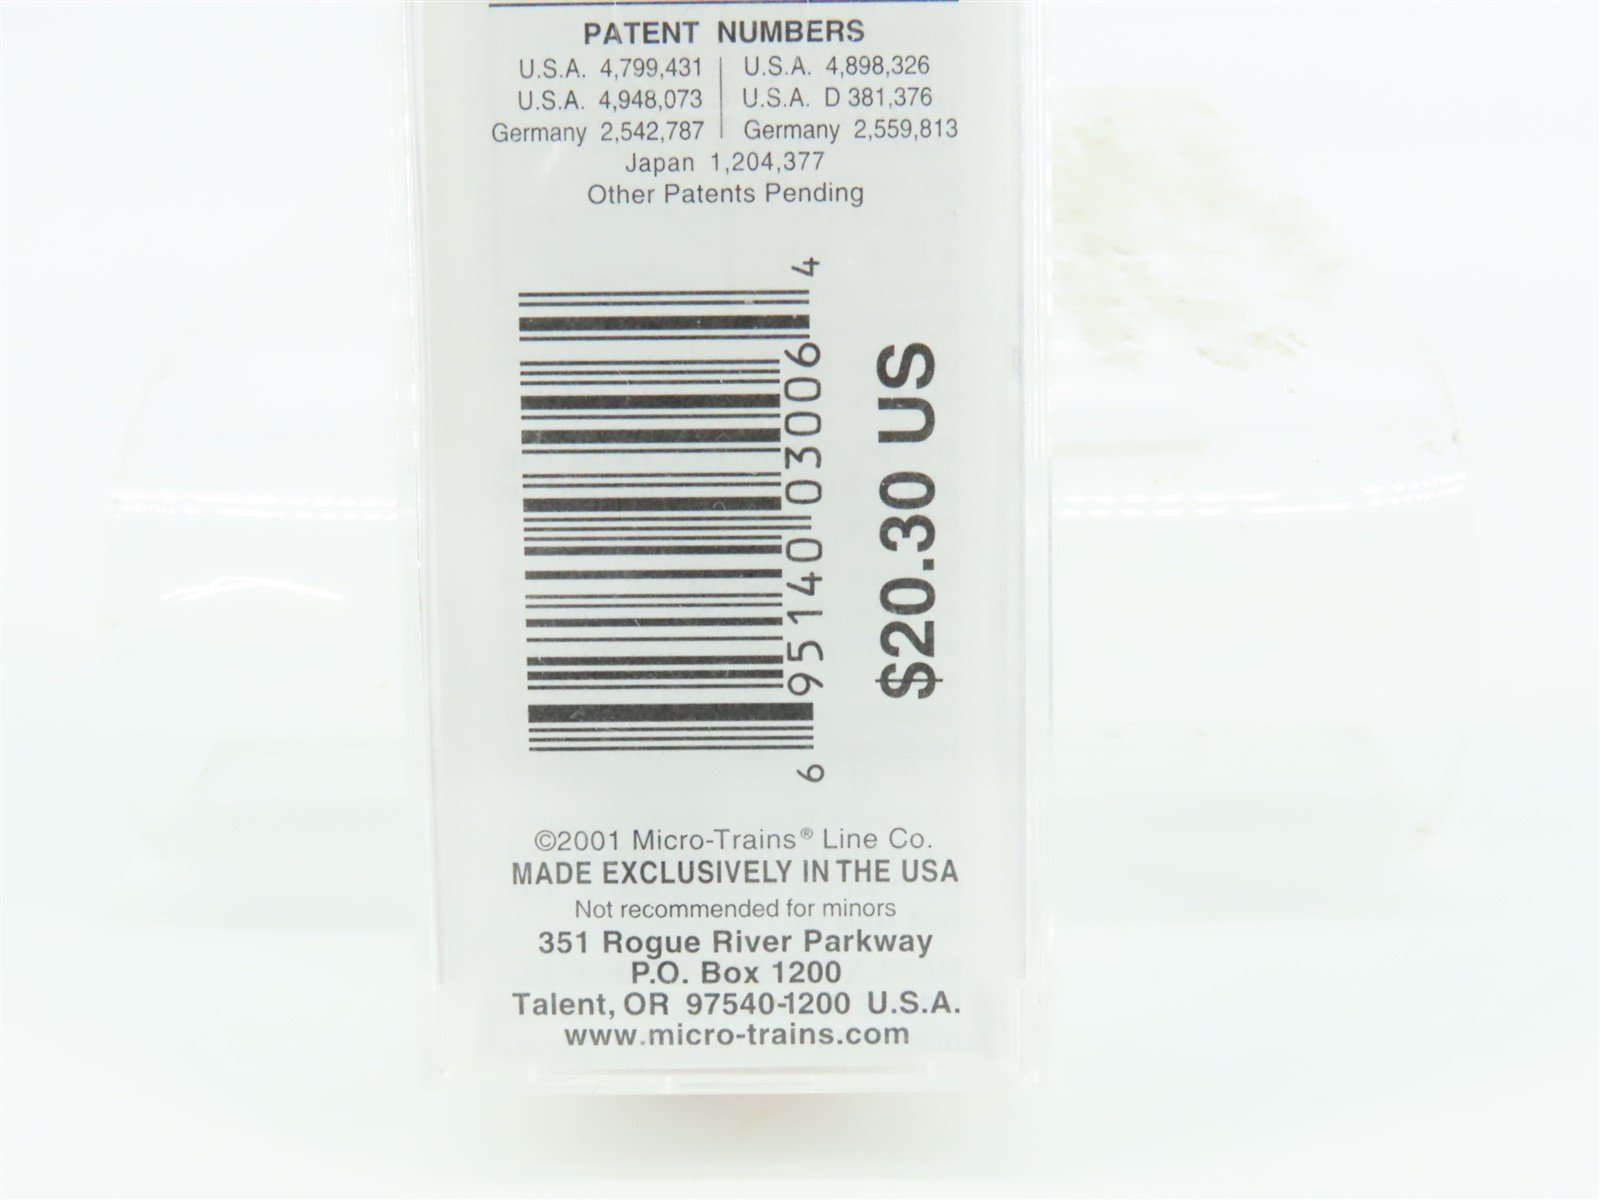 PATENT NUMBERS
U.S.A. 4,799,431 U.S.A. 4,898,326
U.S.A. 4,948,073 U.S.A. D 381,376
Germany 2,542,787 Germany 2,559,813
Japan 1,204,377
Other Patents Pending
6 95140 03006 4
$20.30 US
©2001 Micro-Trains® Line Co.
MADE EXCLUSIVELY IN THE USA
Not recommended for minors
351 Rogue River Parkway
P.O. Box 1200
Talent, OR 97540-1200 U.S.A.
www.micro-trains.com